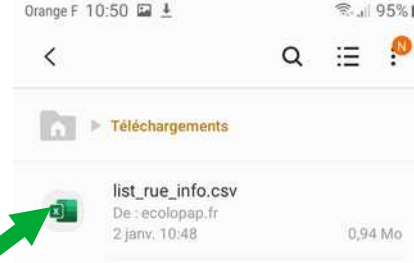 Orange F 10:50 95%
N
Téléchargements
list_rue_info.csv
De : ecolopap.fr
2 janv. 10:48 0,94 Mo